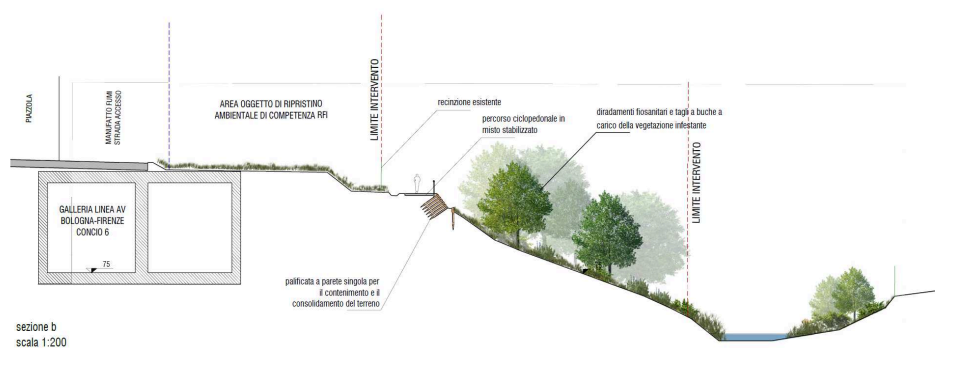 PIAZZOLA
MANUFATTO FUMI
STRADA ACCESSO
AREA OGGETTO DI RIPRISTINO
AMBIENTALE DI COMPETENZA RFI
LIMITE INTERVENTO
recinzione esistente
percorso ciclopedonale in
misto stabilizzato
diradamenti fiosanitari e tagli a buche a
carico della vegetazione infestante
LIMITE INTERVENTO
GALLERIA LINEA AV
BOLOGNA-FIRENZE
CONCIO 6
75
palificata a parete singola per
il contenimento e il
consolidamento del terreno
sezione b
scala 1:200